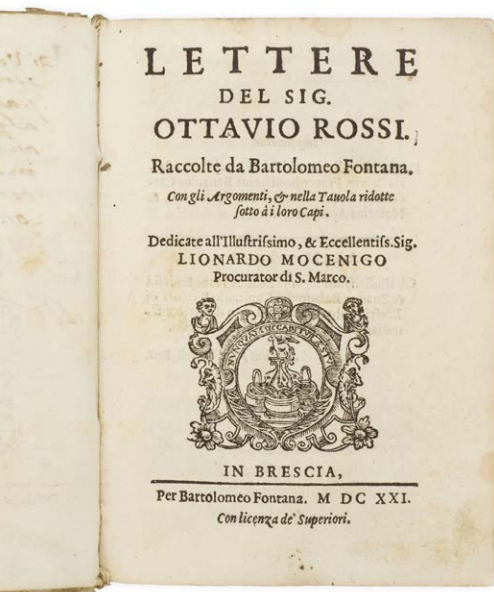 LETTERE
DEL SIG.
OTTAVIO ROSSI.
Raccolte da Bartolomeo Fontana.
Con gli Argomenti, & nella Tauola ridotte
ſotto à i loro Capi.
Dedicate all'Illuſtriſsimo, & Eccellentiſs. Sig.
LIONARDO MOCENIGO
Procurator di S. Marco.
IN BRESCIA,
Per Bartolomeo Fontana. M DC XXI.
Con licenza de' Superiori.